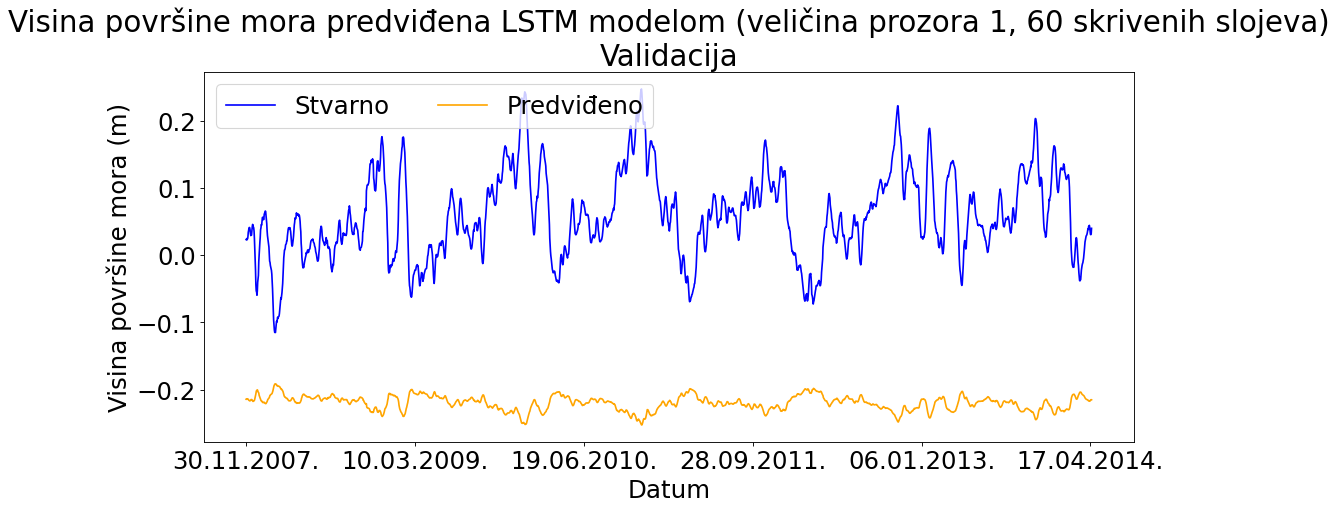 Visina površine mora predviđena LSTM modelom (veličina prozora 1, 60 skrivenih slojeva)
Validacija
Stvarno
Predviđeno
Visina površine mora (m)
0.2
0.1
0.0
−0.1
−0.2
30.11.2007.
10.03.2009.
19.06.2010.
28.09.2011.
06.01.2013.
17.04.2014.
Datum